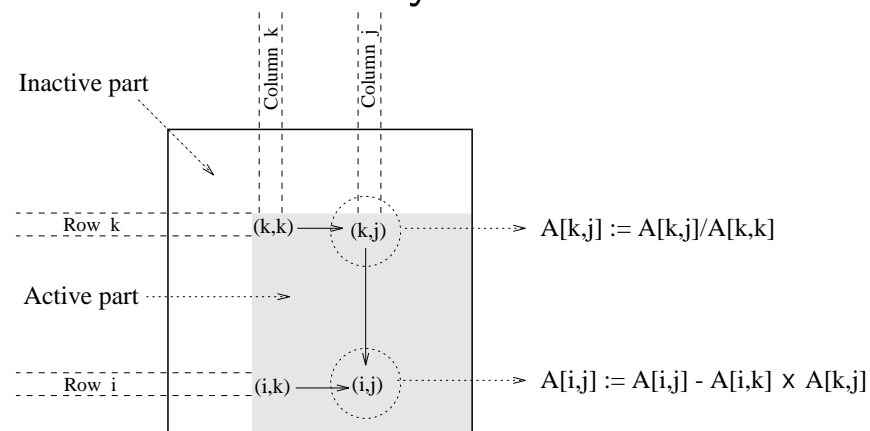 y
Column k
Column j
Inactive part
Row k
(k,k)
(k,j)
A[k,j] := A[k,j]/A[k,k]
Active part
Row i
(i,k)
(i,j)
A[i,j] := A[i,j] - A[i,k] x A[k,j]